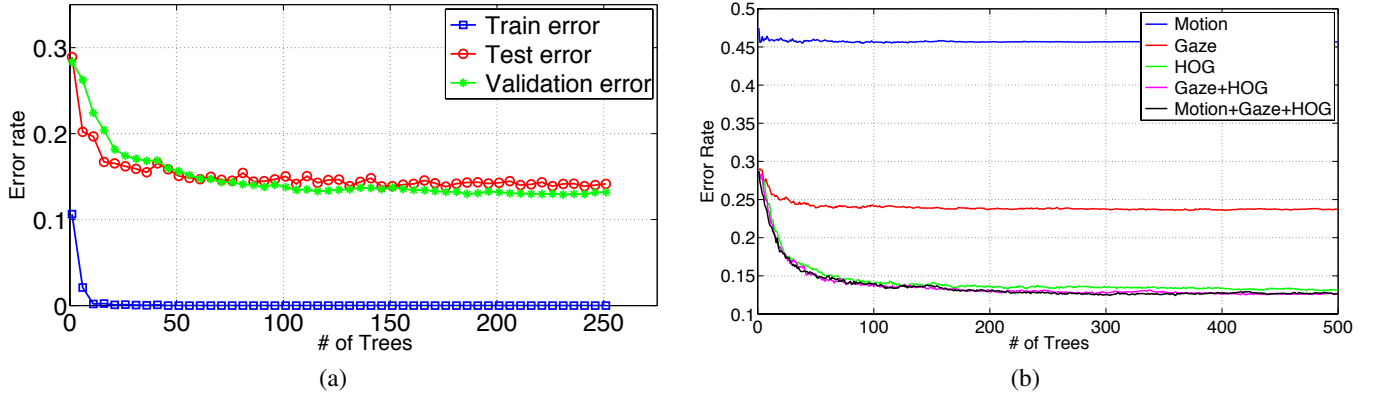 Train error
Test error
Validation error
0.3
0.2
0.1
0
Error rate
0
50
100
150
200
250
# of Trees
(a)
Motion
Gaze
HOG
Gaze+HOG
Motion+Gaze+HOG
0.5
0.45
0.4
0.35
0.3
0.25
0.2
0.15
0.1
Error Rate
0
100
200
300
400
500
# of Trees
(b)